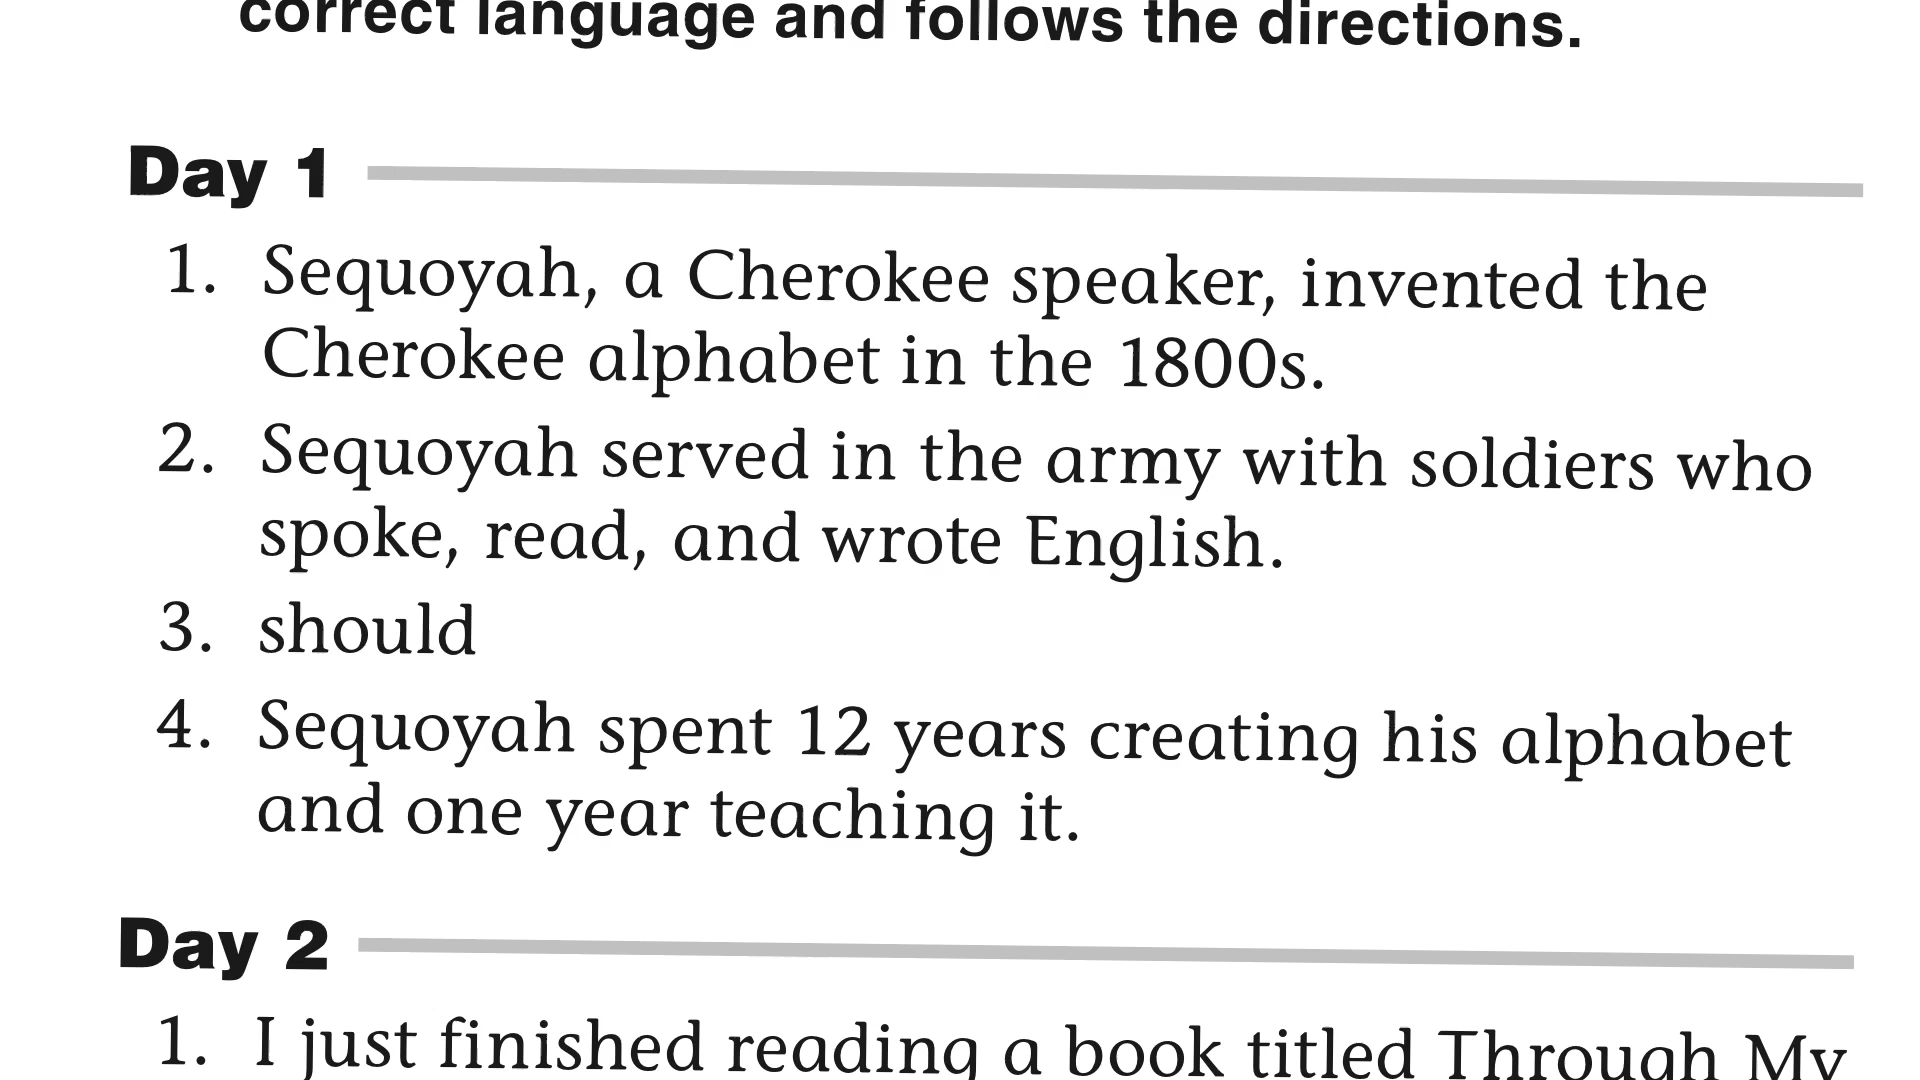 correct language and follows the directions.
Day 1
1. Sequoyah, a Cherokee speaker, invented the
Cherokee alphabet in the 1800s.
2. Sequoyah served in the army with soldiers who
spoke, read, and wrote English.
3. should
4. Sequoyah spent 12 years creating his alphabet
and one year teaching it.
Day 2
1. I just finished reading a book titled Through My